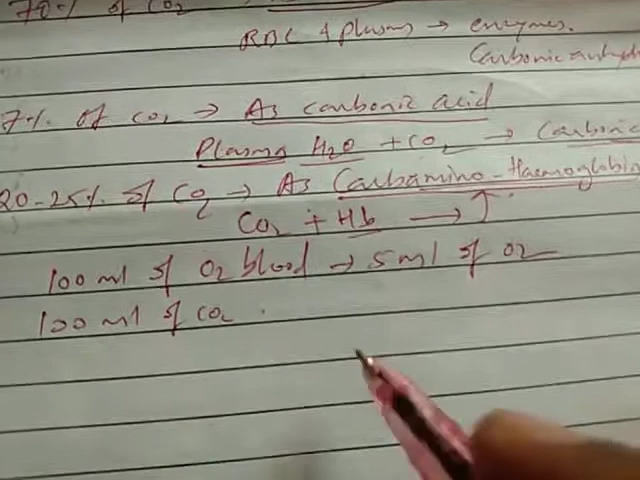 70% of CO2
RBC + Plasma → enzymes.
Carbonic anhyd
7% of CO2 → As carbonic acid
Plasma H2O + CO2 → Carbonic
20-25% of CO2 → As Carbamino-Haemoglobin
CO2 + Hb → ↑
100 ml of O2 blood → 5 ml of O2
100 ml of CO2